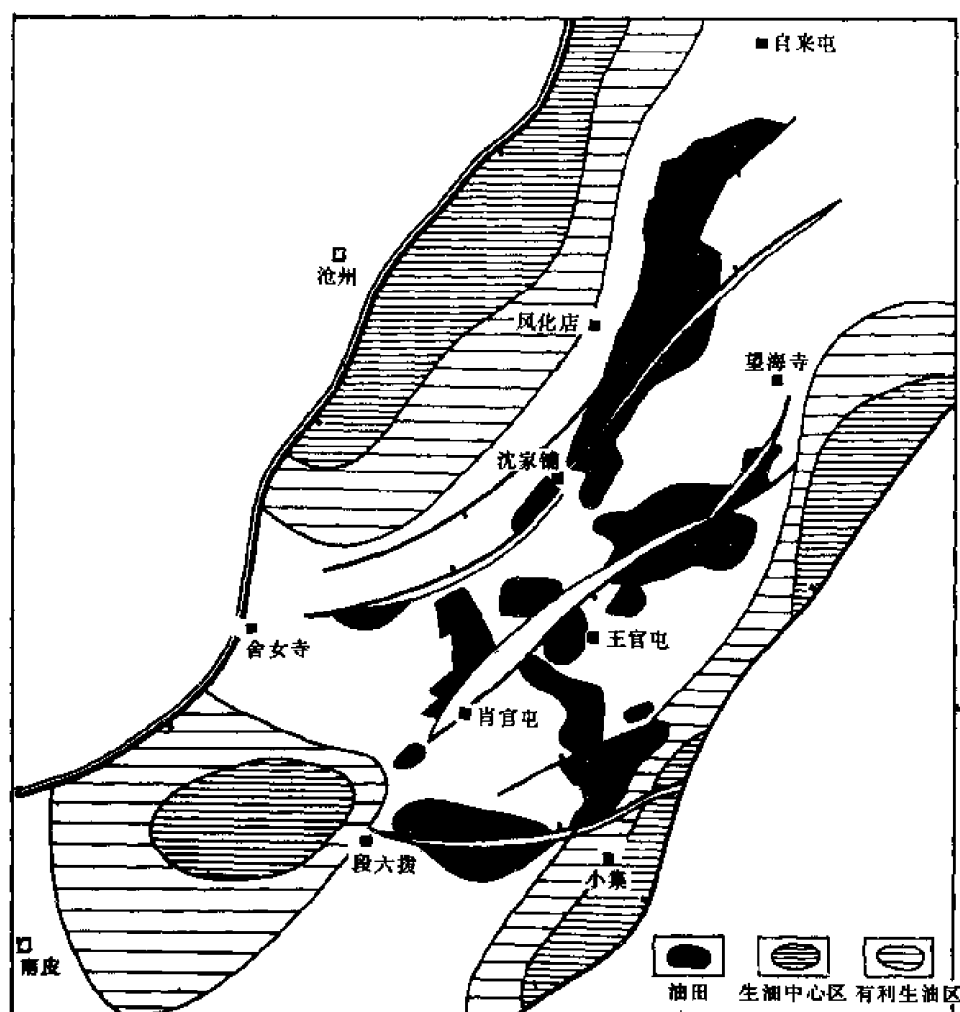 自来屯
沧州
风化店
望海寺
沈家铺
舍女寺
王官屯
肖官屯
段六拨
小集
南皮
油田
生油中心区
有利生油区